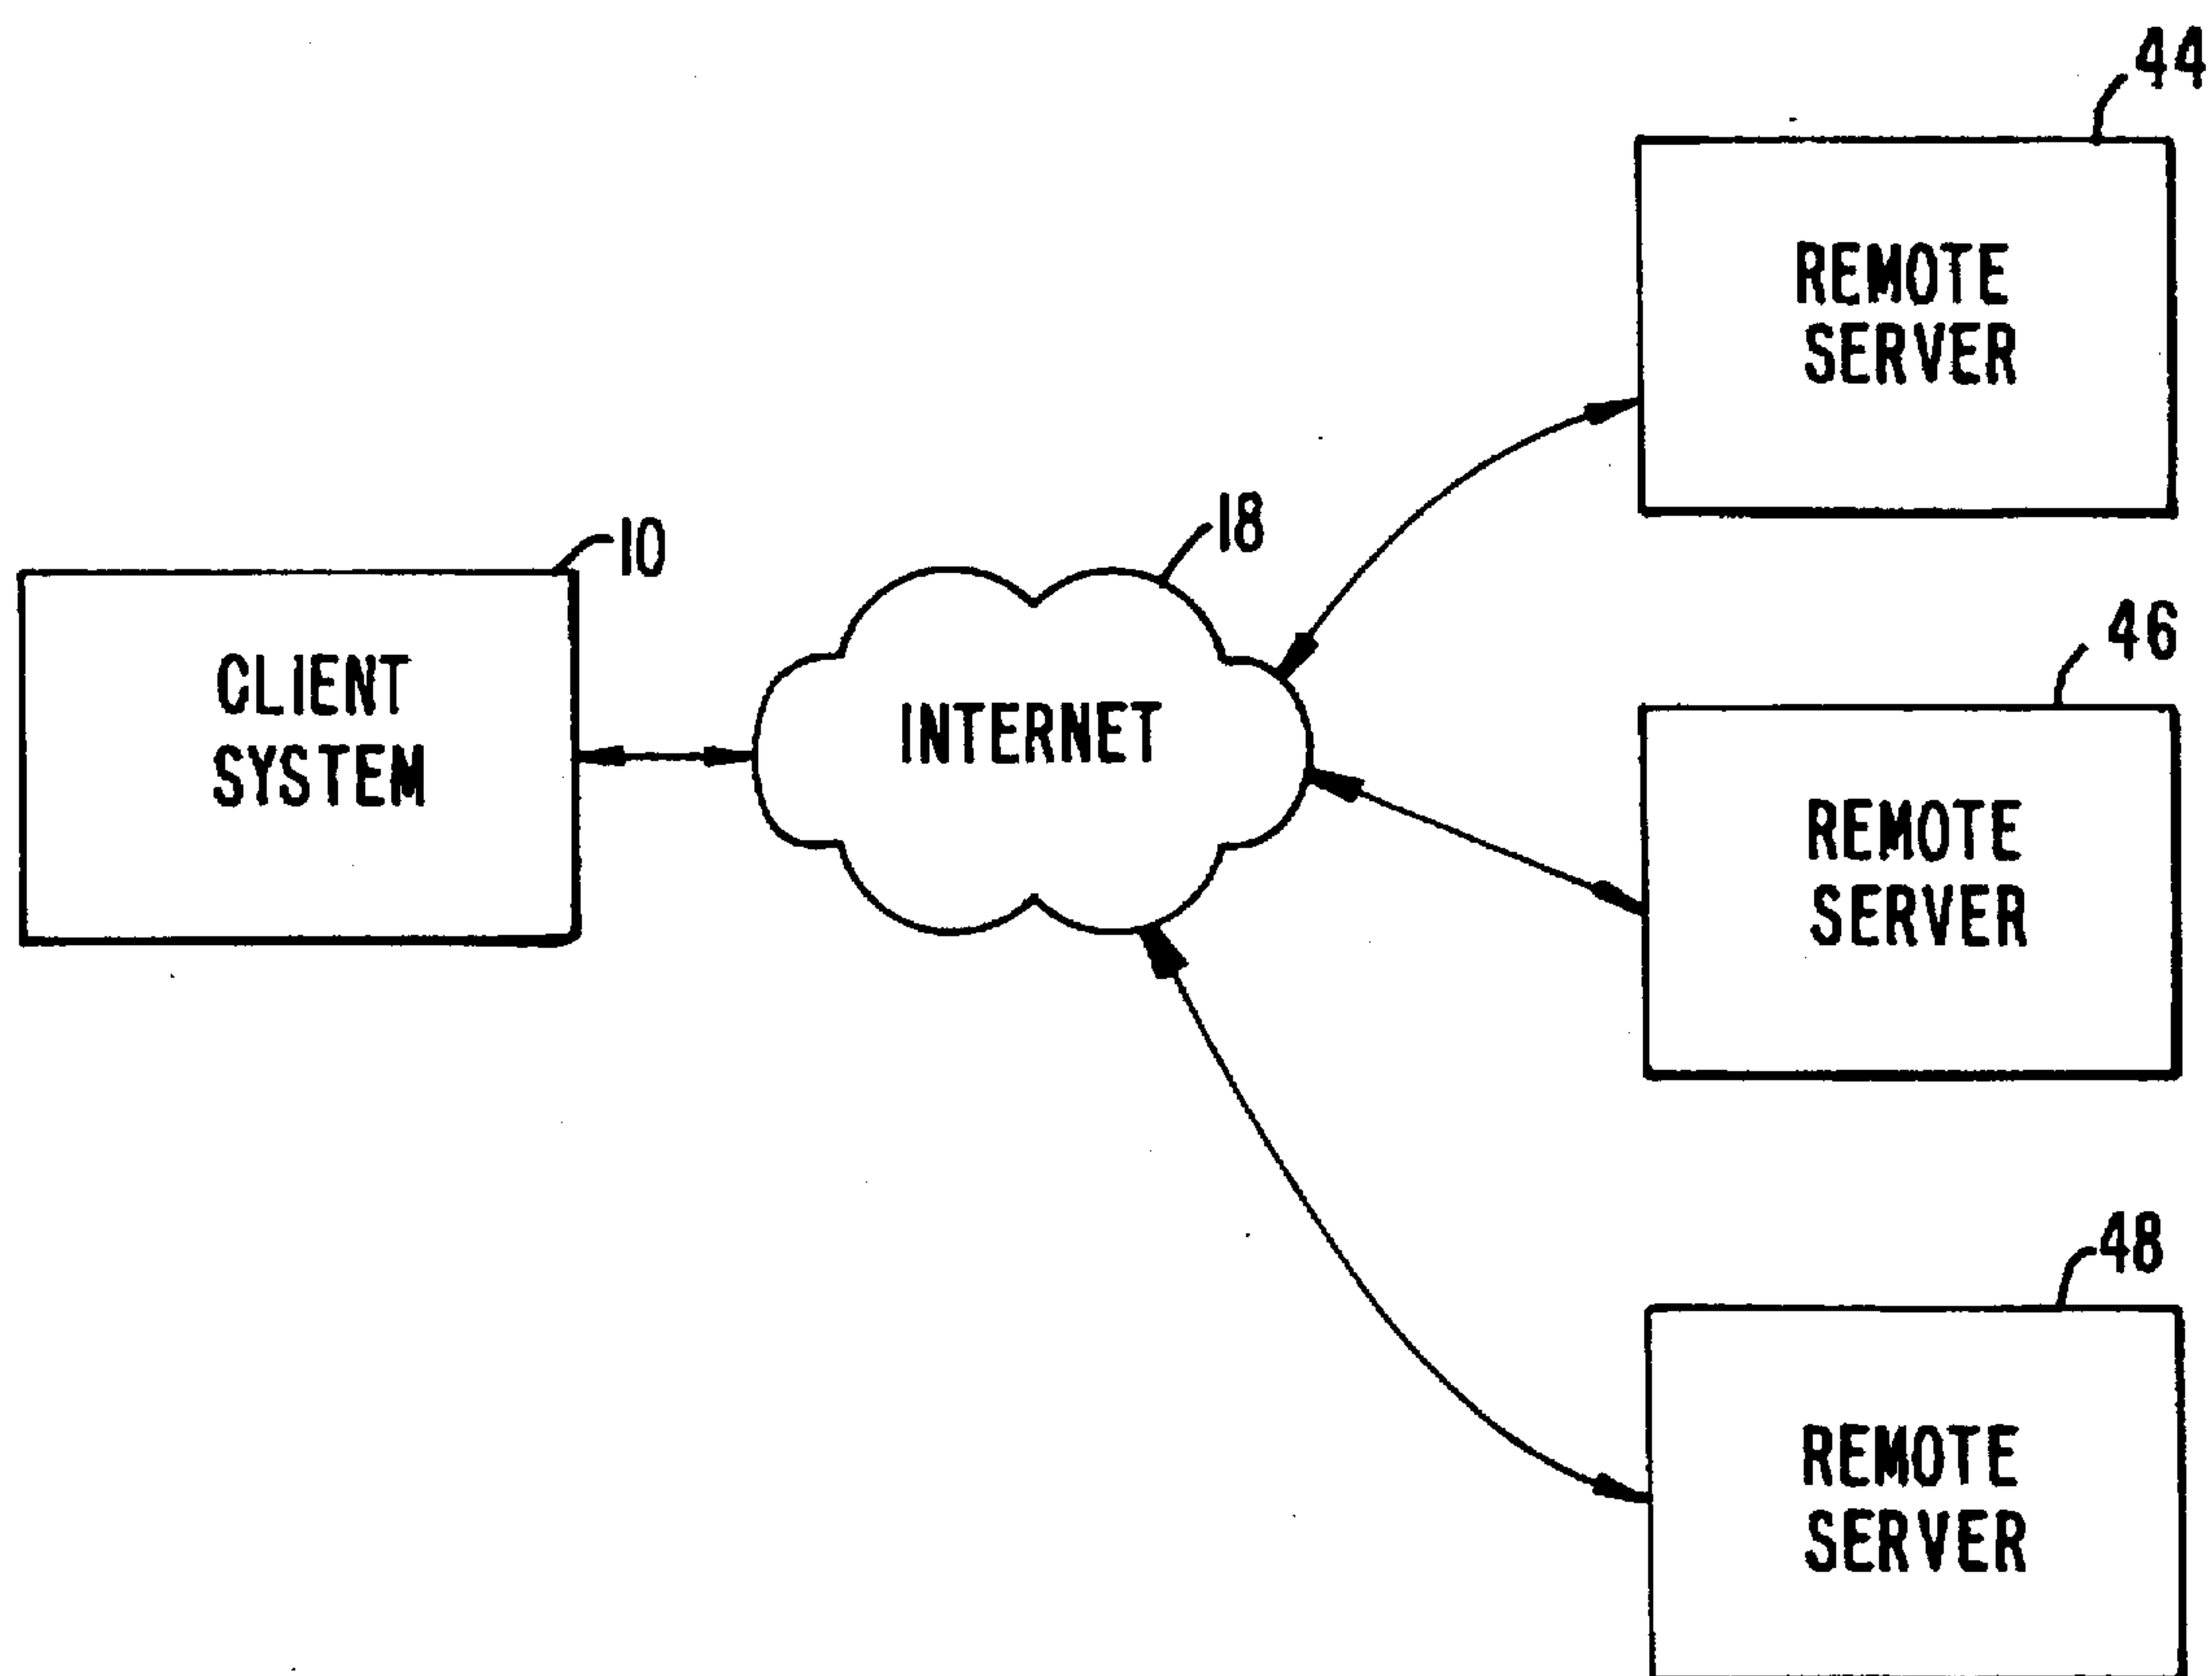 44
REMOTE
SERVER
10
18
CLIENT
SYSTEM
INTERNET
46
REMOTE
SERVER
48
REMOTE
SERVER